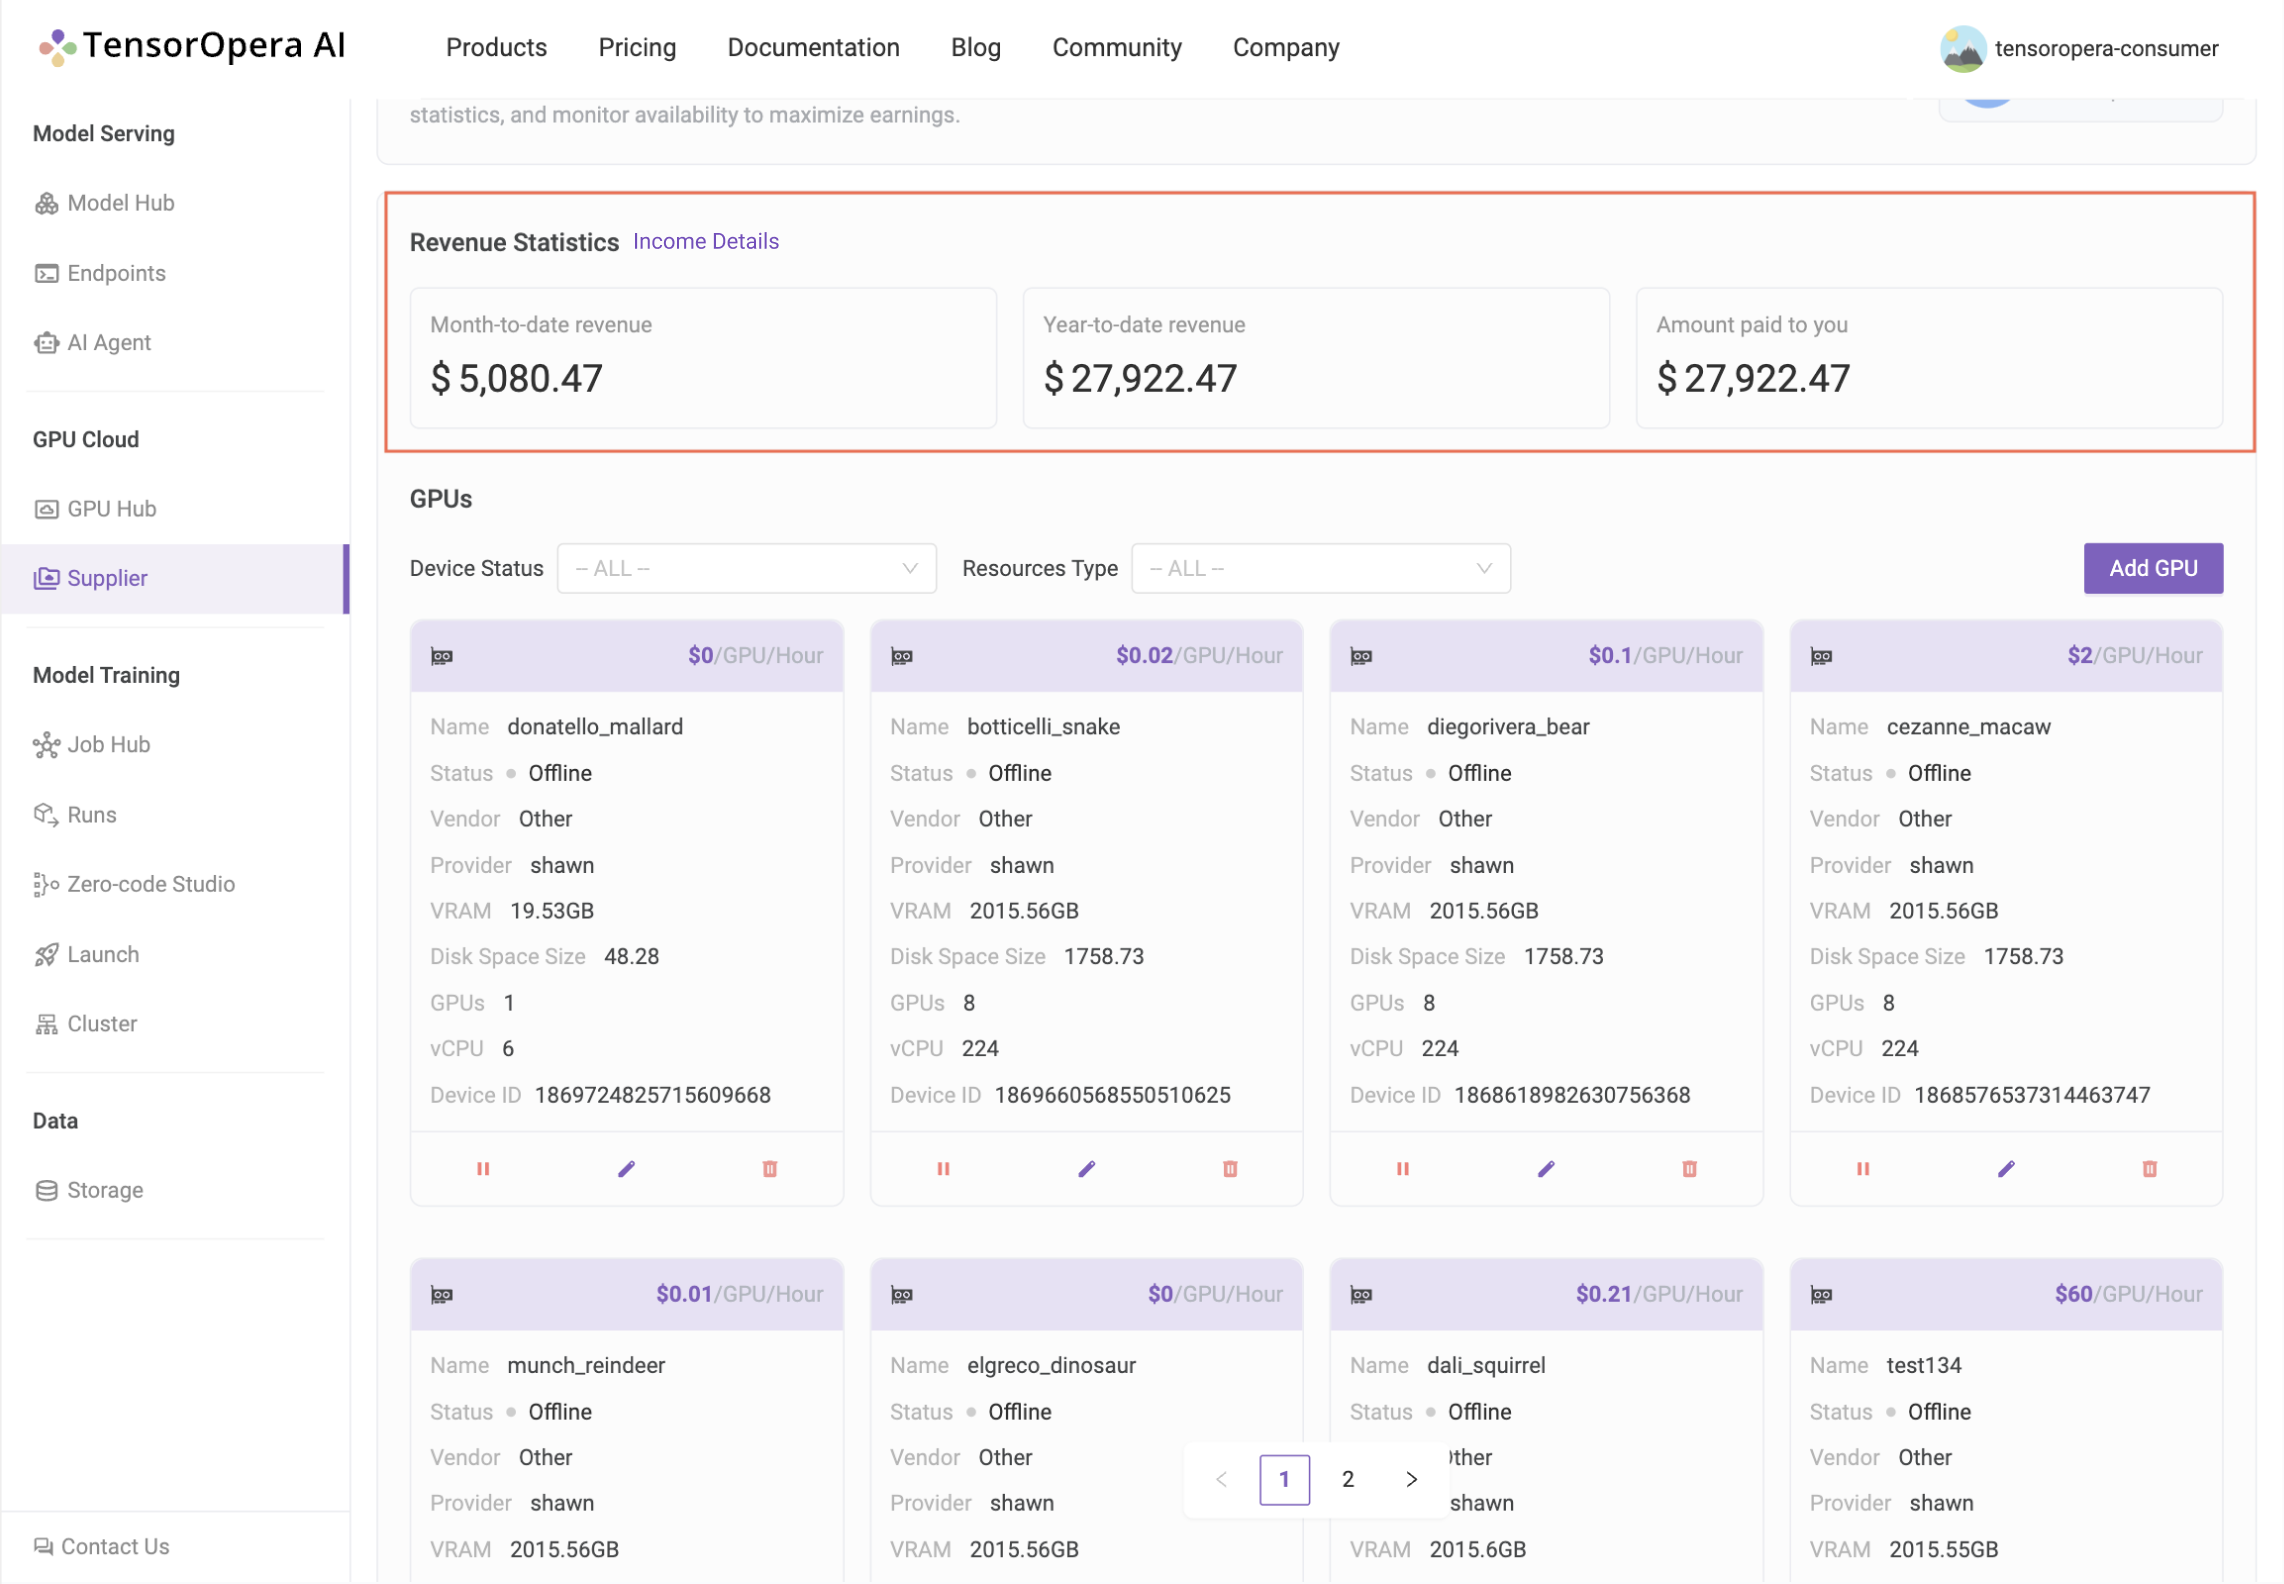 TensorOpera AI
Products Pricing Documentation Blog Community Company
tensoropera-consumer
Model Serving
Model Hub
Endpoints
AI Agent
GPU Cloud
GPU Hub
Supplier
Model Training
Job Hub
Runs
Zero-code Studio
Launch
Cluster
Data
Storage
Contact Us
statistics, and monitor availability to maximize earnings.
Revenue Statistics Income Details
Month-to-date revenue
$ 5,080.47
Year-to-date revenue
$ 27,922.47
Amount paid to you
$ 27,922.47
GPUs
Device Status -- ALL -- Resources Type -- ALL -- Add GPU
$0/GPU/Hour
Name donatello_mallard
Status Offline
Vendor Other
Provider shawn
VRAM 19.53GB
Disk Space Size 48.28
GPUs 1
vCPU 6
Device ID 1869724825715609668
$0.02/GPU/Hour
Name botticelli_snake
Status Offline
Vendor Other
Provider shawn
VRAM 2015.56GB
Disk Space Size 1758.73
GPUs 8
vCPU 224
Device ID 1869660568550510625
$0.1/GPU/Hour
Name diegorivera_bear
Status Offline
Vendor Other
Provider shawn
VRAM 2015.56GB
Disk Space Size 1758.73
GPUs 8
vCPU 224
Device ID 1868618982630756368
$2/GPU/Hour
Name cezanne_macaw
Status Offline
Vendor Other
Provider shawn
VRAM 2015.56GB
Disk Space Size 1758.73
GPUs 8
vCPU 224
Device ID 1868576537314463747
$0.01/GPU/Hour
Name munch_reindeer
Status Offline
Vendor Other
Provider shawn
VRAM 2015.56GB
$0/GPU/Hour
Name elgreco_dinosaur
Status Offline
Vendor Other
Provider shawn
VRAM 2015.56GB
$0.21/GPU/Hour
Name dali_squirrel
Status Offline
shawn
VRAM 2015.6GB
$60/GPU/Hour
Name test134
Status Offline
Vendor Other
Provider shawn
VRAM 2015.55GB
< 1 2 >